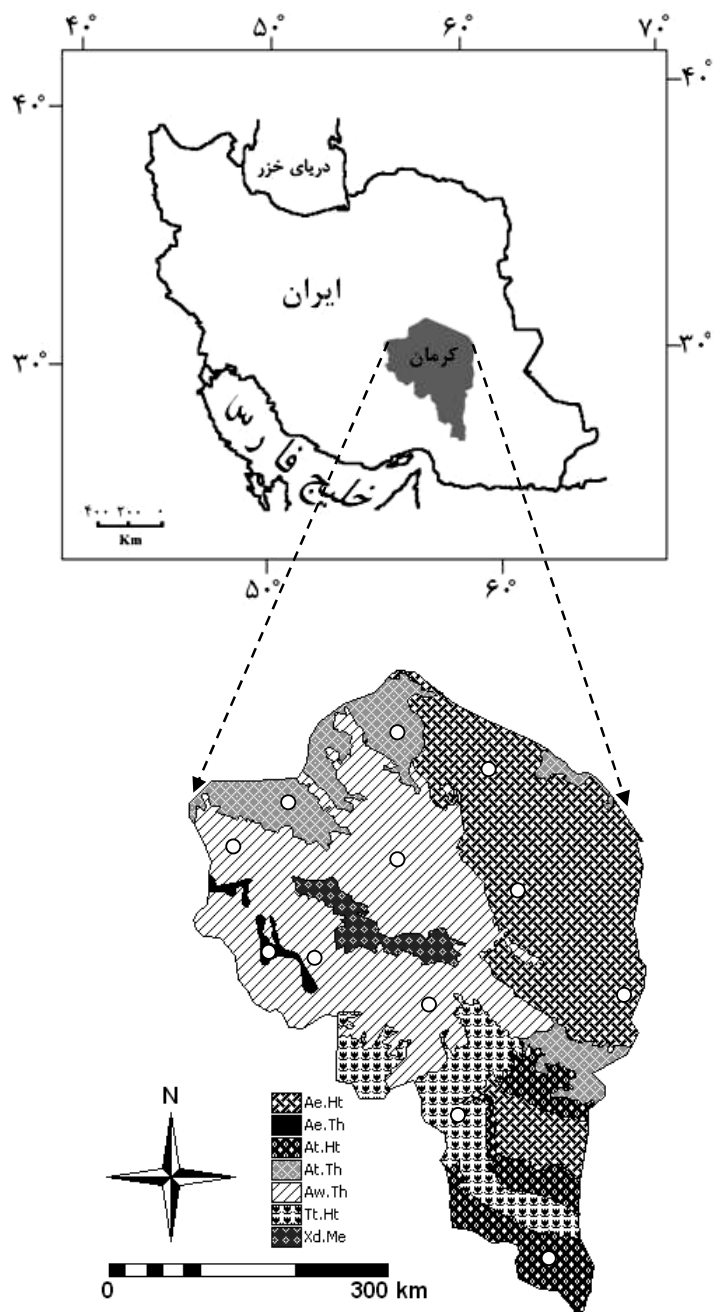 ۴۰° ۵۰° ۶۰° ۷۰°
۴۰° ۴۰°
دریای خزر
ایران
کرمان
۳۰° ۳۰°
خلیج فارس
۴۰۰ ۲۰۰ ۰
Km
۵۰° ۶۰°
N
Ae.Ht
Ae.Th
At.Ht
At.Th
Aw.Th
Tt.Ht
Xd.Me
0 300 km